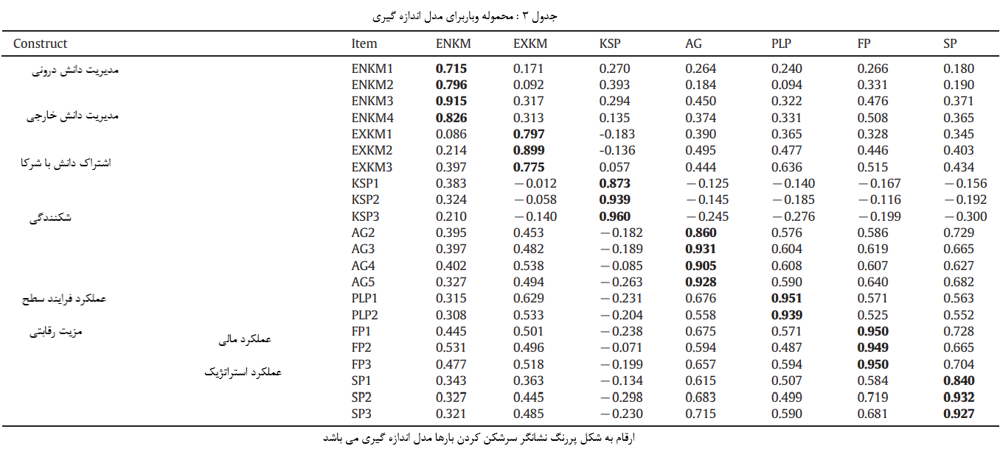 جدول ۳ : محموله وباربرای مدل اندازه گیری
Construct Item ENKM EXKM KSP AG PLP FP SP
مدیریت دانش درونی ENKM1 0.715 0.171 0.270 0.264 0.240 0.266 0.180
ENKM2 0.796 0.092 0.393 0.184 0.094 0.331 0.190
ENKM3 0.915 0.317 0.294 0.450 0.322 0.476 0.371
مدیریت دانش خارجی ENKM4 0.826 0.313 0.135 0.374 0.331 0.508 0.365
EXKM1 0.086 0.797 -0.183 0.390 0.365 0.328 0.345
EXKM2 0.214 0.899 -0.136 0.495 0.477 0.446 0.403
اشتراک دانش با شرکا EXKM3 0.397 0.775 0.057 0.444 0.636 0.515 0.434
KSP1 0.383 −0.012 0.873 −0.125 −0.140 −0.167 −0.156
KSP2 0.324 −0.058 0.939 −0.145 −0.185 −0.116 −0.192
شکنندگی KSP3 0.210 −0.140 0.960 −0.245 −0.276 −0.199 −0.300
AG2 0.395 0.453 −0.182 0.860 0.576 0.586 0.729
AG3 0.397 0.482 −0.189 0.931 0.604 0.619 0.665
AG4 0.402 0.538 −0.085 0.905 0.608 0.607 0.627
AG5 0.327 0.494 −0.263 0.928 0.590 0.640 0.682
عملکرد فرایند سطح PLP1 0.315 0.629 −0.231 0.676 0.951 0.571 0.563
PLP2 0.308 0.533 −0.204 0.558 0.939 0.525 0.552
مزیت رقابتی FP1 0.445 0.501 −0.238 0.675 0.571 0.950 0.728
عملکرد مالی FP2 0.531 0.496 −0.071 0.594 0.487 0.949 0.665
FP3 0.477 0.518 −0.199 0.657 0.594 0.950 0.704
عملکرد استراتژیک SP1 0.343 0.363 −0.134 0.615 0.507 0.584 0.840
SP2 0.327 0.445 −0.298 0.683 0.499 0.719 0.932
SP3 0.321 0.485 −0.230 0.715 0.590 0.681 0.927
ارقام به شکل پررنگ نشانگر سرشکن کردن بارها مدل اندازه گیری می باشد